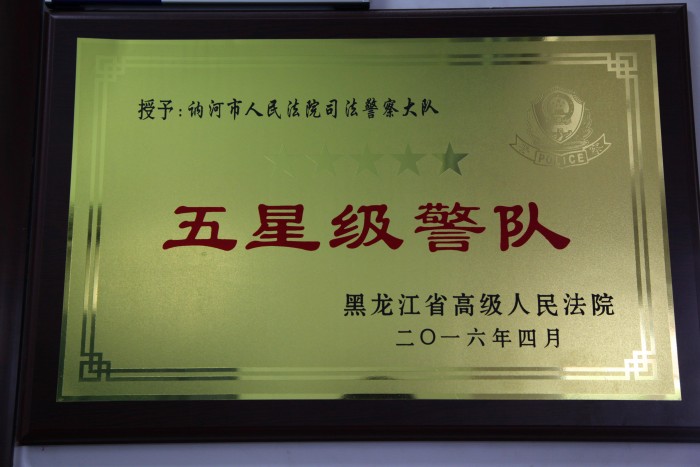 授予：讷河市人民法院司法警察大队
POLICE
五星级警队
黑龙江省高级人民法院
二〇一六年四月